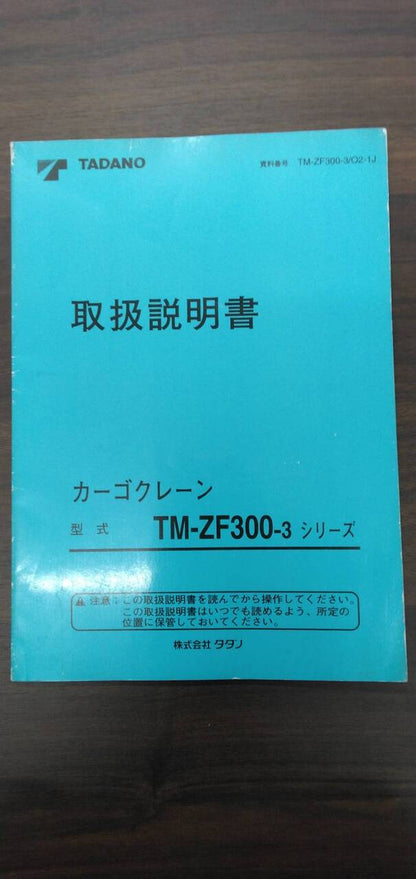 TADANO
資料番号 TM-ZF300-3/O2-1J
取扱説明書
カーゴクレーン
型式 TM-ZF300-3 シリーズ
注意：この取扱説明書を読んでから操作してください。
この取扱説明書はいつでも読めるよう、所定の
位置に保管しておいてください。
株式会社 タダノ